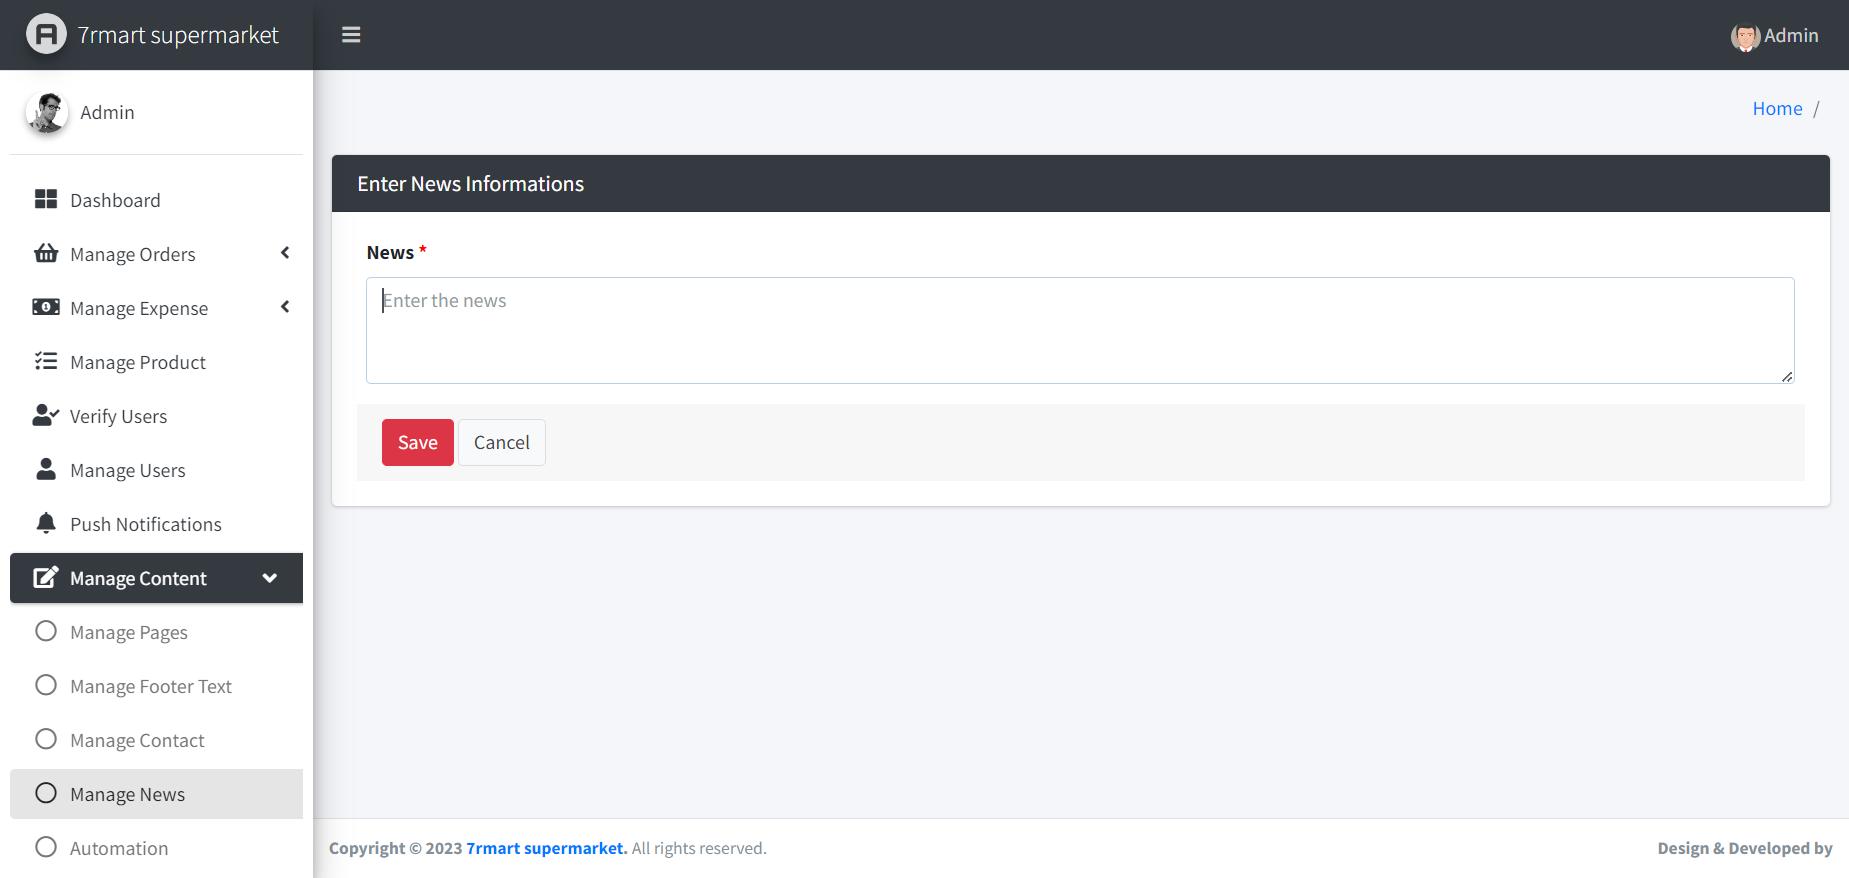 7rmart supermarket
Admin
Admin
Home /
Dashboard
Manage Orders
Manage Expense
Manage Product
Verify Users
Manage Users
Push Notifications
Manage Content
Manage Pages
Manage Footer Text
Manage Contact
Manage News
Automation
Enter News Informations
News *
Enter the news
Save Cancel
Copyright © 2023 7rmart supermarket. All rights reserved.
Design & Developed by